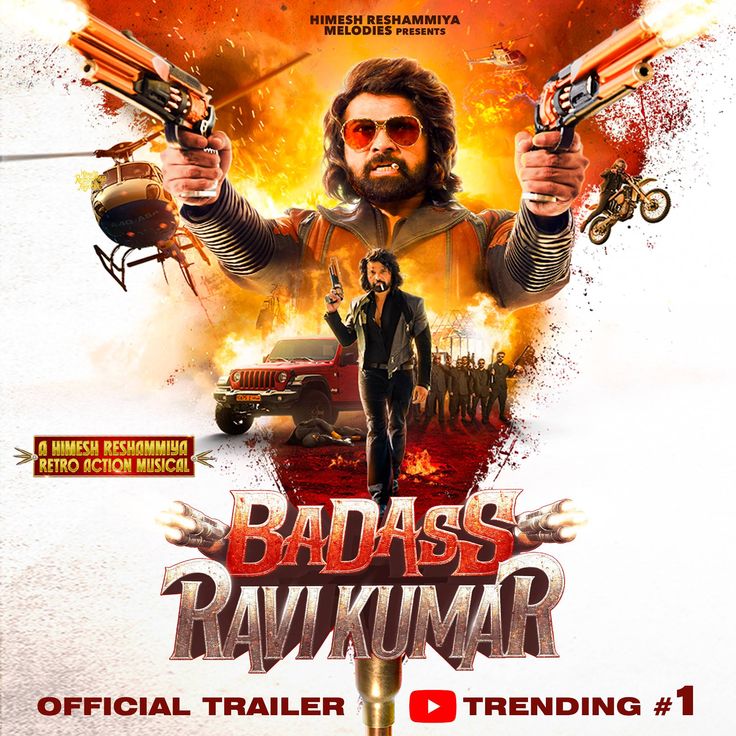 HIMESH RESHAMMIYA
MELODIES PRESENTS
A HIMESH RESHAMMIYA
RETRO ACTION MUSICAL
BADASS
RAVI KUMAR
OFFICIAL TRAILER
TRENDING #1